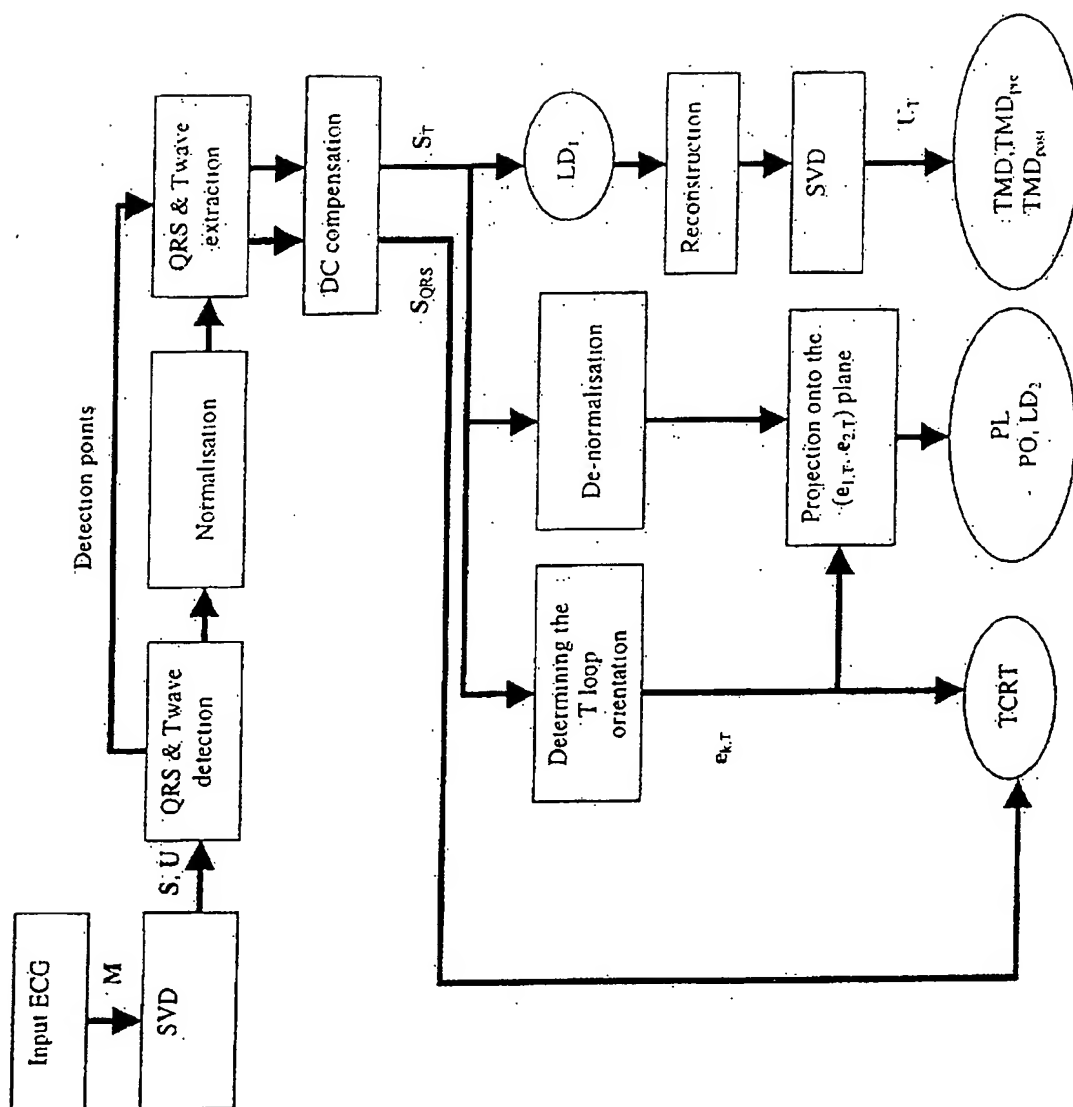 Input ECG
M
SVD
S, U
QRS & Twave
detection
Detection points
Normalisation
QRS & Twave
extraction
DC compensation
S_QRS
S_T
Determining the
T loop
orientation
e_k,T
De-normalisation
LD_1
Reconstruction
SVD
U_T
Projection onto the
(e_1,T, e_2,T) plane
TCRT
PL
PO, LD_2
TMD, TMD_pre
TMD_post